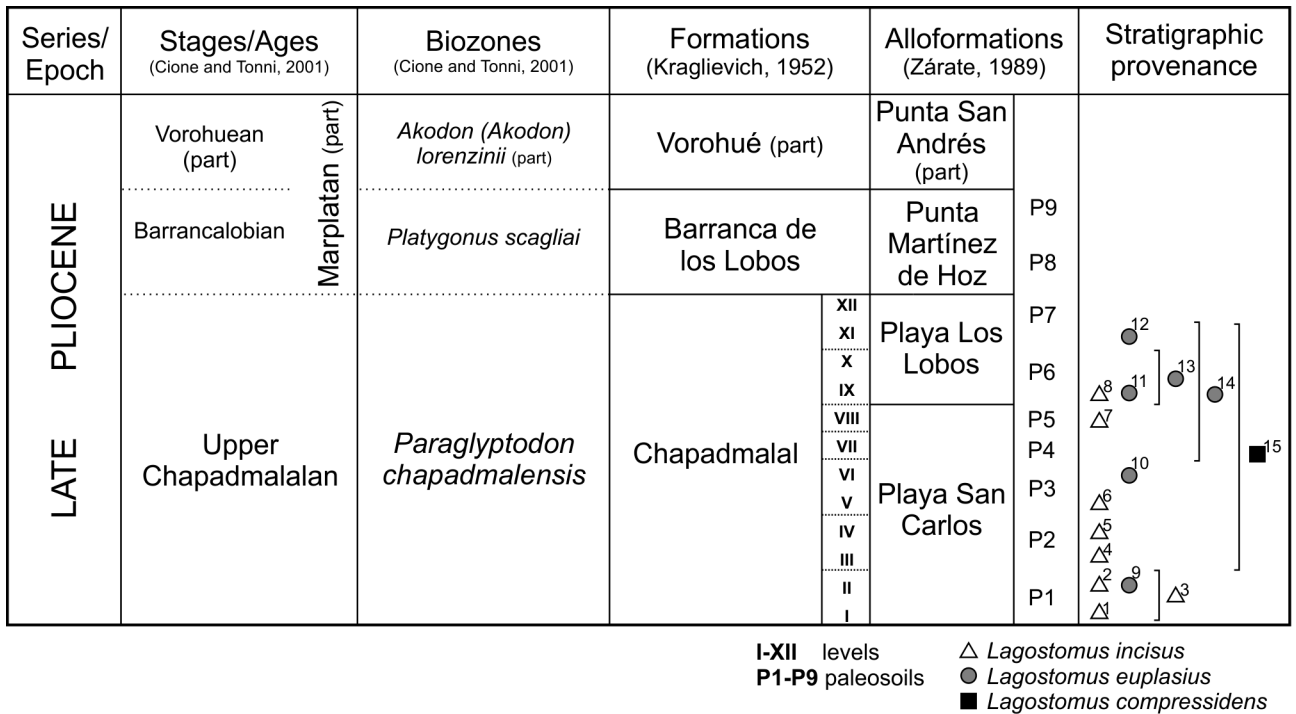 Series/
Epoch
Stages/Ages
(Cione and Tonni, 2001)
Biozones
(Cione and Tonni, 2001)
Formations
(Kraglievich, 1952)
Alloformations
(Zárate, 1989)
Stratigraphic
provenance
LATE PLIOCENE
Vorohuean
(part)
Barrancalobian
Marplatan (part)
Upper
Chapadmalalan
Akodon (Akodon)
lorenzinii (part)
Platygonus scagliai
Paraglyptodon
chapadmalensis
Vorohué (part)
Barranca de
los Lobos
Chapadmalal
XII
XI
X
IX
VIII
VII
VI
V
IV
III
II
I
Punta San
Andrés
(part)
Punta
Martínez
de Hoz
Playa Los
Lobos
Playa San
Carlos
P9
P8
P7
P6
P5
P4
P3
P2
P1
12
13
8 11 14
7
15
10
6
5
4
2 9 3
1
I-XII levels
P1-P9 paleosoils
Lagostomus incisus
Lagostomus euplasius
Lagostomus compressidens